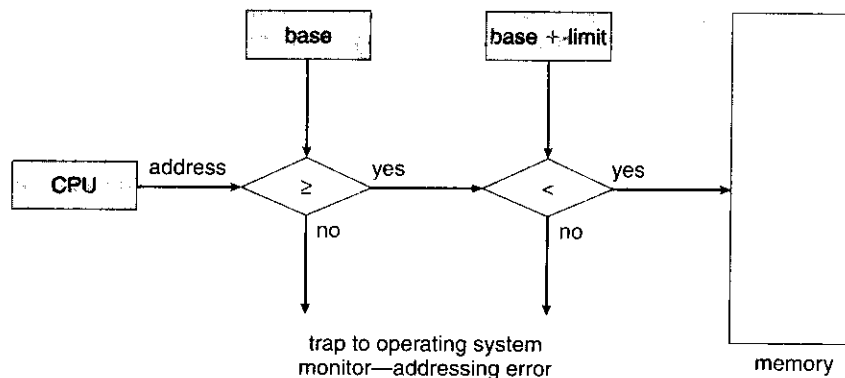 base
base + limit
CPU
address
≥
yes
<
yes
no
no
trap to operating system
monitor—addressing error
memory